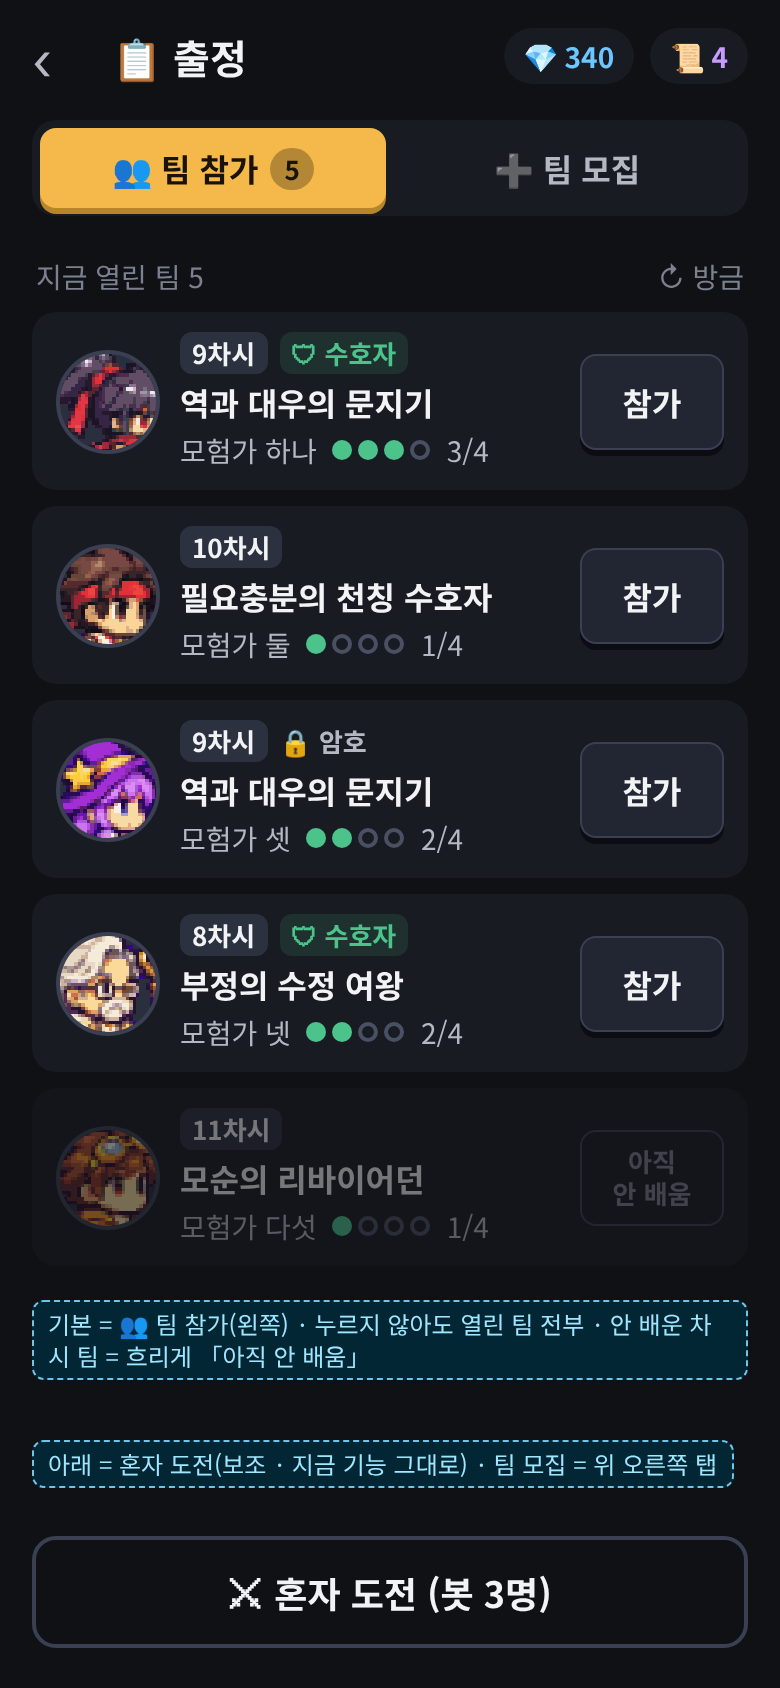 ‹ 📋 출정 💎 340 📜 4
👥 팀 참가 5 ➕ 팀 모집
지금 열린 팀 5 ↻ 방금
9차시 🛡 수호자
역과 대우의 문지기
모험가 하나 3/4
참가
10차시
필요충분의 천칭 수호자
모험가 둘 1/4
참가
9차시 🔒 암호
역과 대우의 문지기
모험가 셋 2/4
참가
8차시 🛡 수호자
부정의 수정 여왕
모험가 넷 2/4
참가
11차시
모순의 리바이어던
모험가 다섯 1/4
아직
안 배움
기본 = 👥 팀 참가(왼쪽) · 누르지 않아도 열린 팀 전부 · 안 배운 차
시 팀 = 흐리게 「아직 안 배움」
아래 = 혼자 도전(보조 · 지금 기능 그대로) · 팀 모집 = 위 오른쪽 탭
⚔ 혼자 도전 (봇 3명)